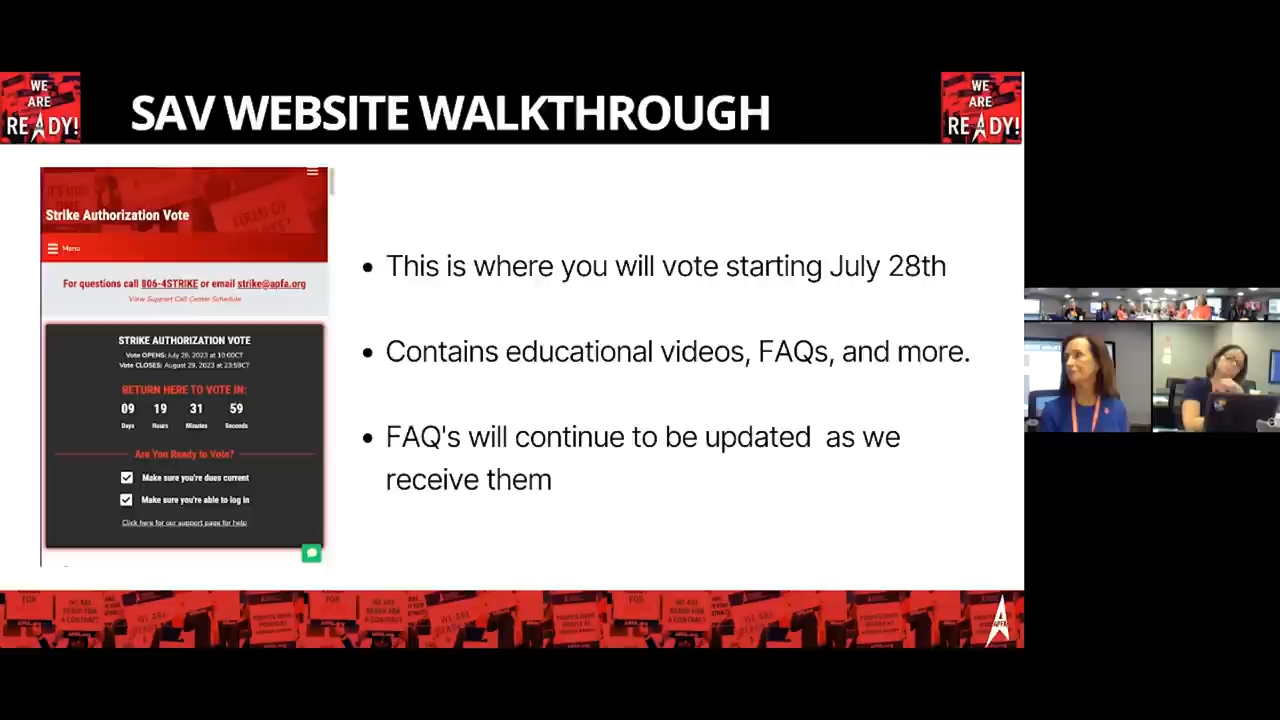 WE
ARE
READY!
SAV WEBSITE WALKTHROUGH
WE
ARE
READY!
Strike Authorization Vote
Menu
For questions call 806-4STRIKE or email strike@apfa.org
View Support Call Center Schedule
STRIKE AUTHORIZATION VOTE
Vote OPENS: July 28, 2023 at 10:00CT
Vote CLOSES: August 29, 2023 at 23:59CT
RETURN HERE TO VOTE IN:
09 19 31 59
Days Hours Minutes Seconds
Are You Ready to Vote?
Make sure you're dues current
Make sure you're able to log in
Click here for our support page for help
• This is where you will vote starting July 28th
• Contains educational videos, FAQs, and more.
• FAQ's will continue to be updated as we
receive them
APFA